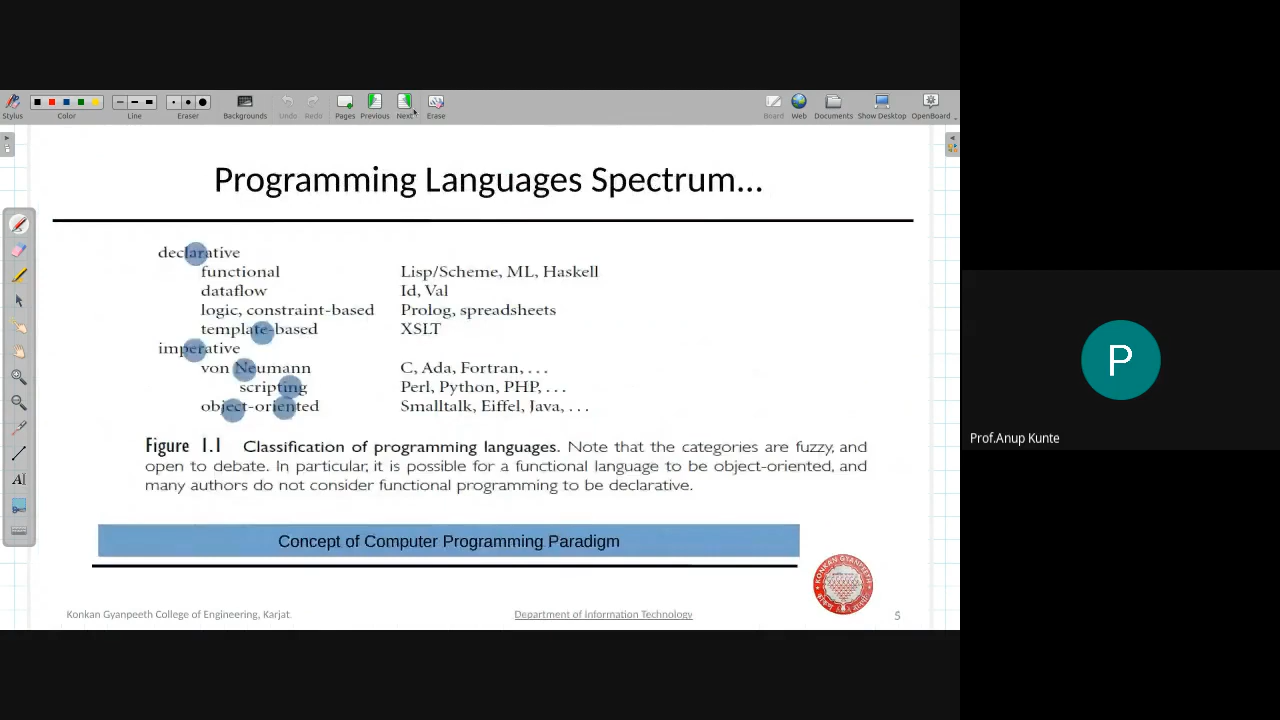 Stylus
Color
Line
Eraser
Backgrounds
Undo
Redo
Pages
Previous
Next
Erase
Board
Web
Documents
Show Desktop
OpenBoard
Programming Languages Spectrum...
declarative
functional Lisp/Scheme, ML, Haskell
dataflow Id, Val
logic, constraint-based Prolog, spreadsheets
template-based XSLT
imperative
von Neumann C, Ada, Fortran, . . .
scripting Perl, Python, PHP, . . .
object-oriented Smalltalk, Eiffel, Java, . . .
Figure 1.1 Classification of programming languages. Note that the categories are fuzzy, and
open to debate. In particular, it is possible for a functional language to be object-oriented, and
many authors do not consider functional programming to be declarative.
Concept of Computer Programming Paradigm
KONKAN GYANPEETH
Konkan Gyanpeeth College of Engineering, Karjat
Department of Information Technology
5
P
Prof.Anup Kunte
AI